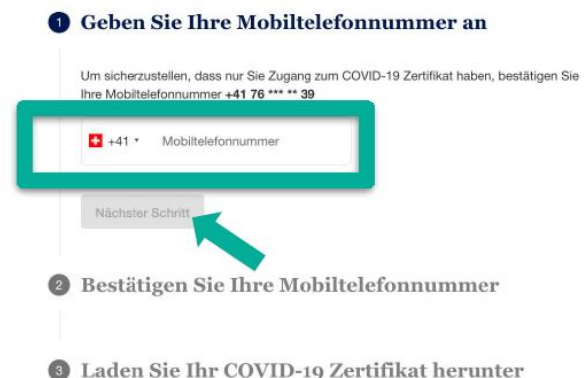 1 Geben Sie Ihre Mobiltelefonnummer an
Um sicherzustellen, dass nur Sie Zugang zum COVID-19 Zertifikat haben, bestätigen Sie
Ihre Mobiltelefonnummer +41 76 *** ** 39
+41 Mobiltelefonnummer
Nächster Schritt
2 Bestätigen Sie Ihre Mobiltelefonnummer
3 Laden Sie Ihr COVID-19 Zertifikat herunter